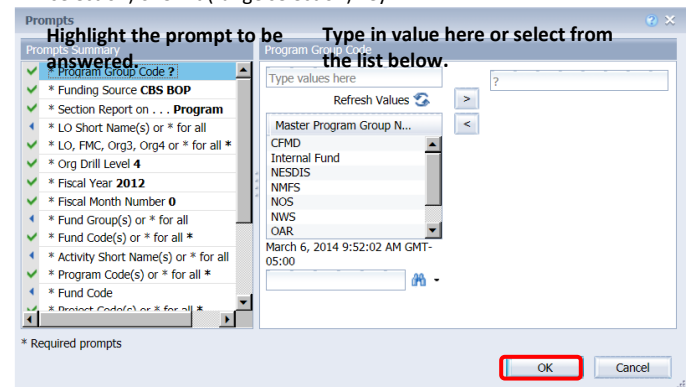 Prompts
Highlight the prompt to be answered.
Type in value here or select from the list below.
Prompts Summary
* Program Group Code ?
* Funding Source CBS BOP
* Section Report on . . . Program
* LO Short Name(s) or * for all
* LO, FMC, Org3, Org4 or * for all *
* Org Drill Level 4
* Fiscal Year 2012
* Fiscal Month Number 0
* Fund Group(s) or * for all
* Fund Code(s) or * for all *
* Activity Short Name(s) or * for all
* Program Code(s) or * for all *
* Fund Code
* Project Code(s) or * for all *
Program Group Code
Type values here
Refresh Values
Master Program Group N...
CFMD
Internal Fund
NESDIS
NMFS
NOS
NWS
OAR
March 6, 2014 9:52:02 AM GMT-
05:00
>
<
?
* Required prompts
OK
Cancel